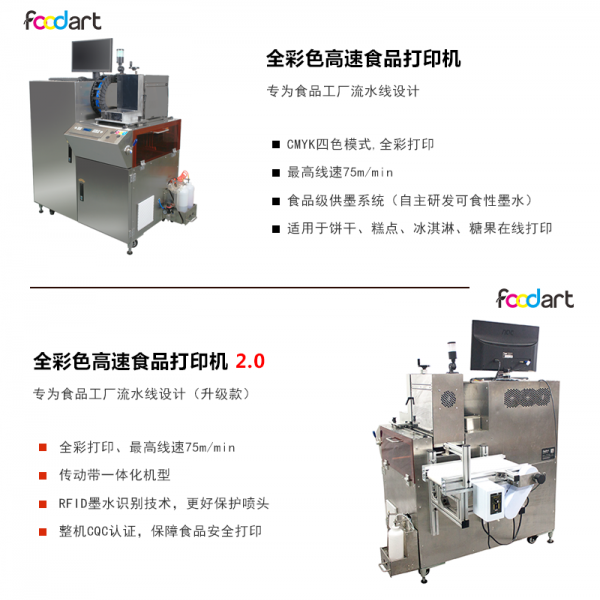 foodart
全彩色高速食品打印机
专为食品工厂流水线设计
CMYK四色模式,全彩打印
最高线速75m/min
食品级供墨系统（自主研发可食性墨水）
适用于饼干、糕点、冰淇淋、糖果在线打印
foodart
全彩色高速食品打印机 2.0
专为食品工厂流水线设计（升级款）
全彩打印、最高线速75m/min
传动带一体化机型
RFID墨水识别技术，更好保护喷头
整机CQC认证，保障食品安全打印